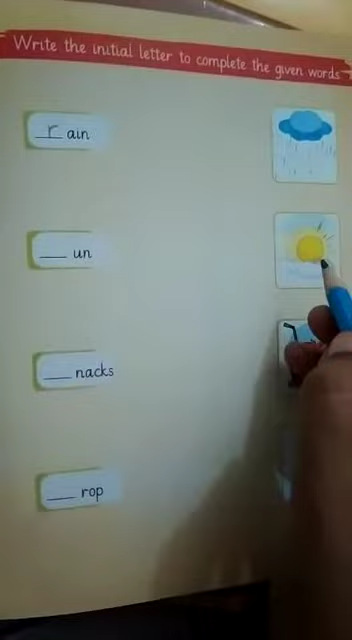 Write the initial letter to complete the given words
r ain
___ un
___ nacks
___ rop